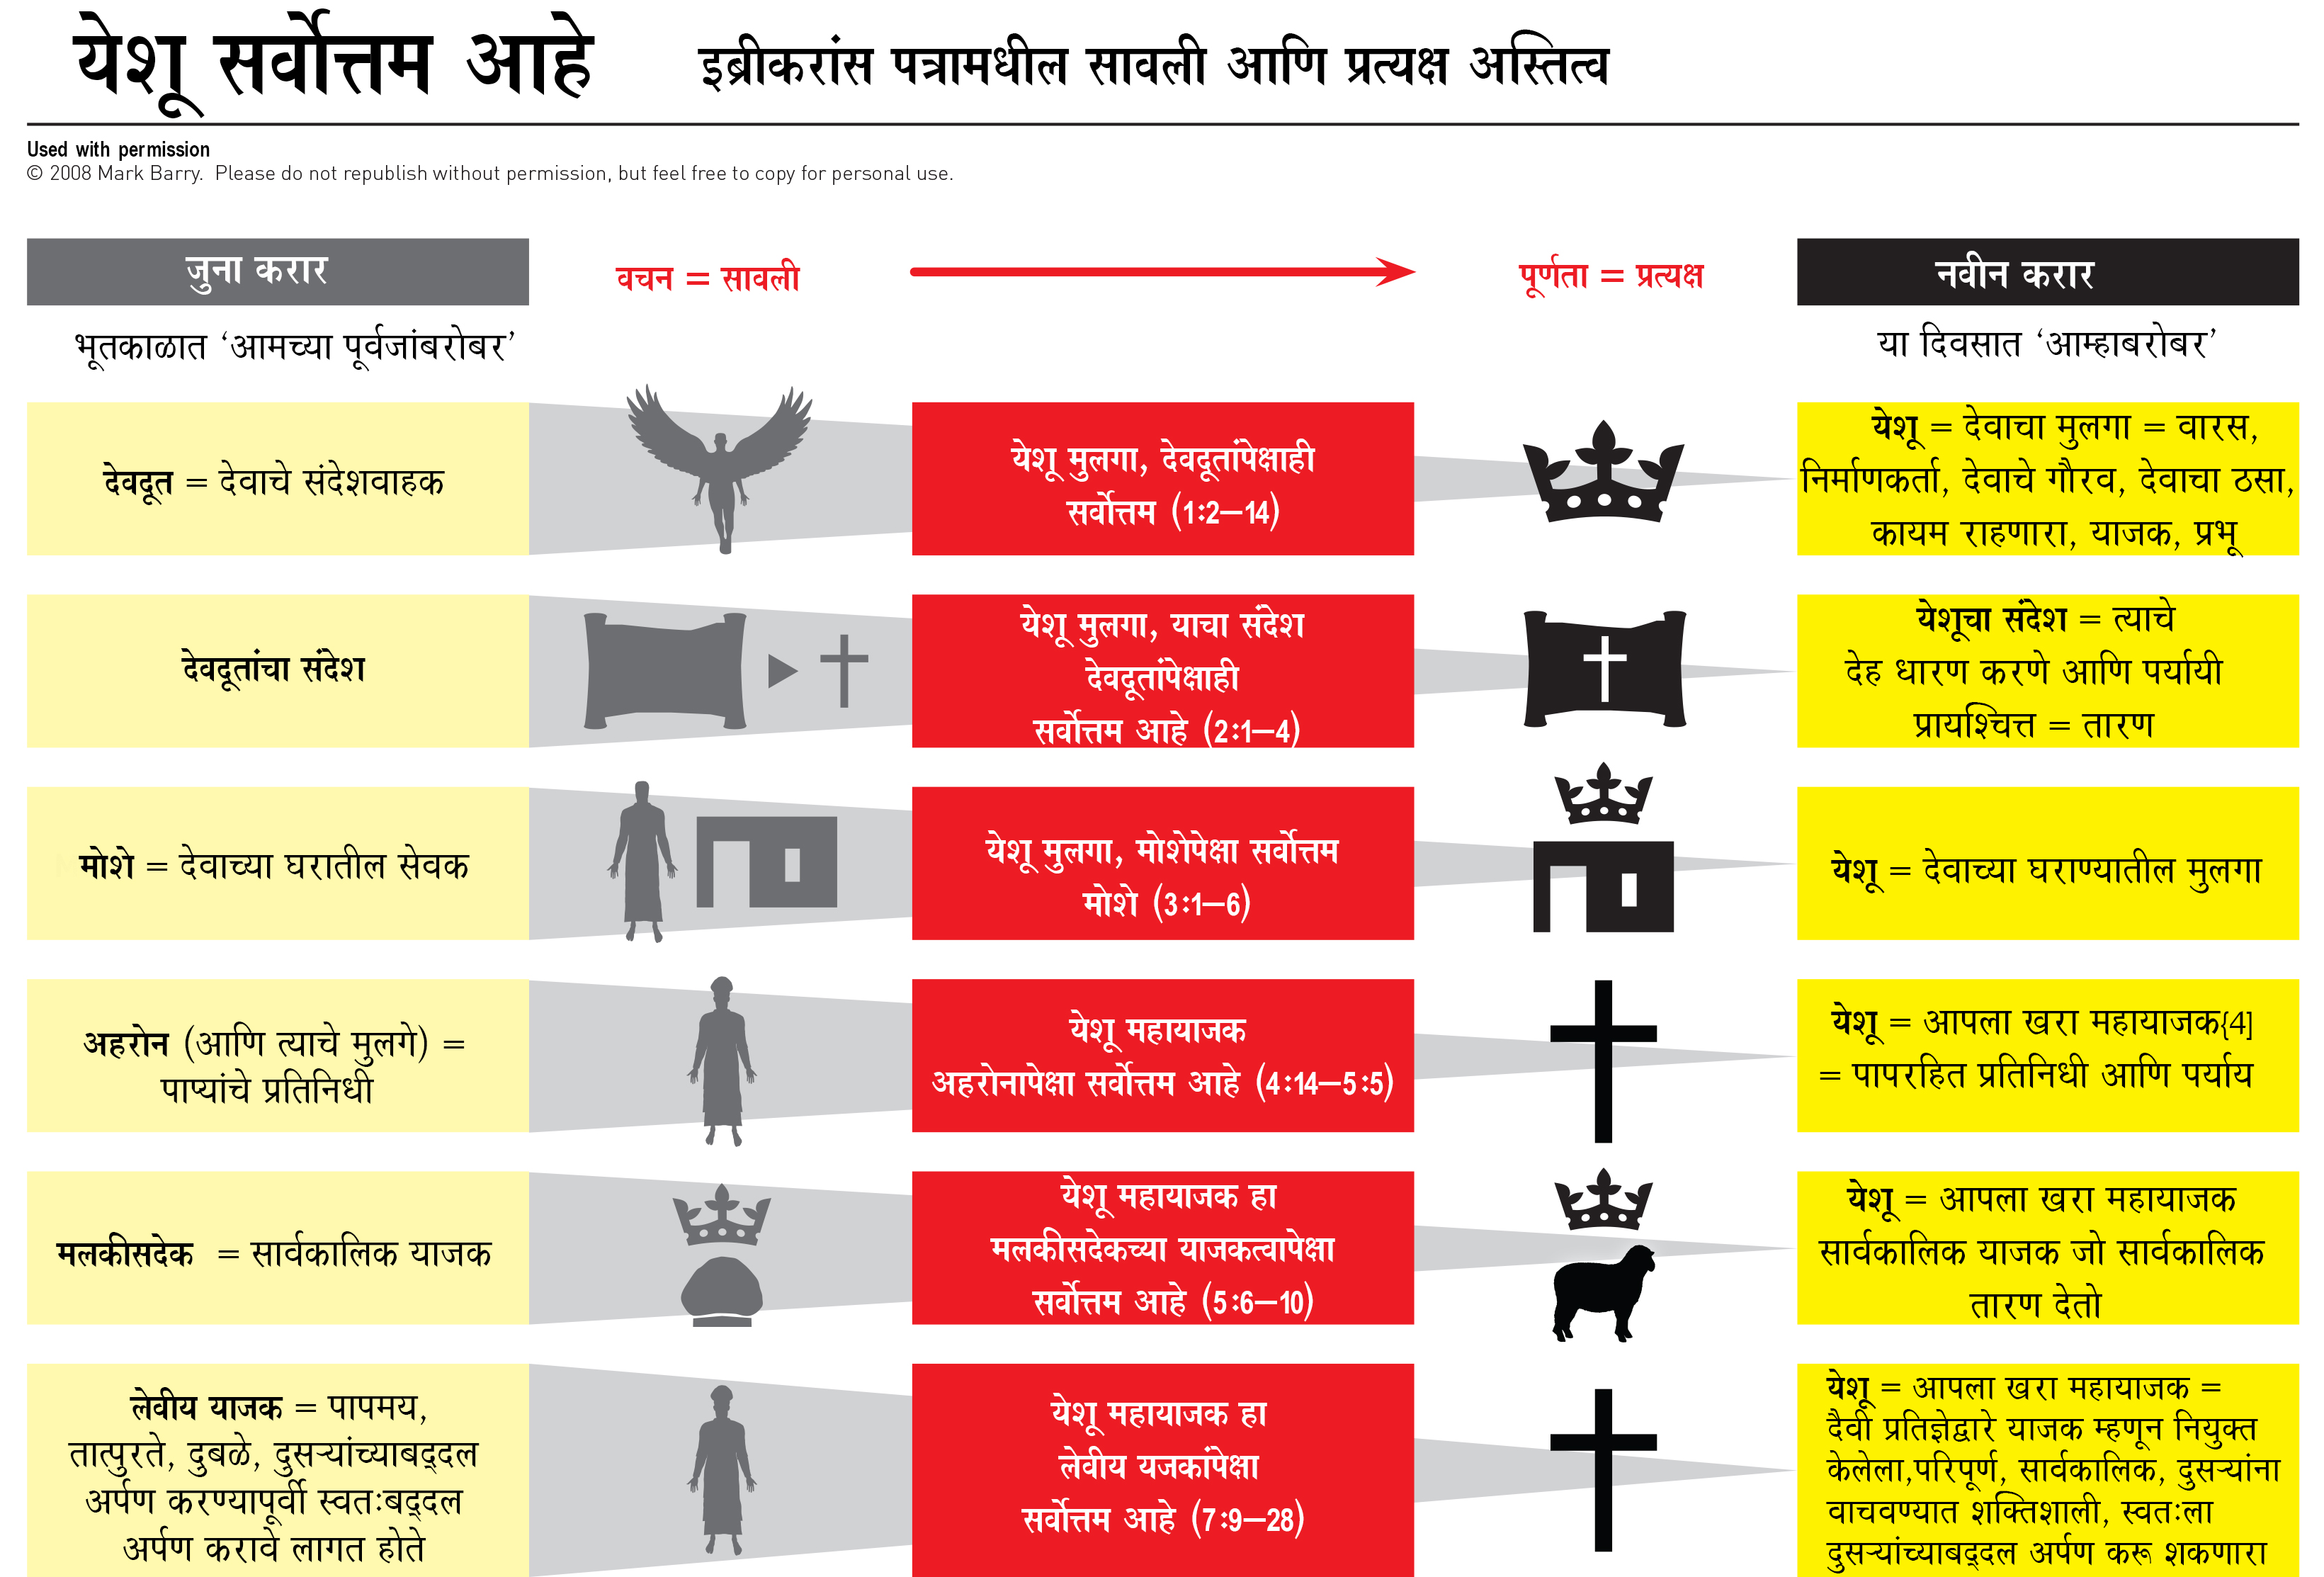 येशू सर्वोत्तम आहे
इब्रीकरांस पत्रामधील सावली आणि प्रत्यक्ष अस्तित्व
Used with permission
© 2008 Mark Barry. Please do not republish without permission, but feel free to copy for personal use.
जुना करार
वचन = सावली
पूर्णता = प्रत्यक्ष
नवीन करार
भूतकाळात ‘आमच्या पूर्वजांबरोबर’
या दिवसात ‘आम्हाबरोबर’
देवदूत = देवाचे संदेशवाहक
येशू मुलगा, देवदूतांपेक्षाही
सर्वोत्तम (1:2–14)
येशू = देवाचा मुलगा = वारस,
निर्माणकर्ता, देवाचे गौरव, देवाचा ठसा,
कायम राहणारा, याजक, प्रभू
देवदूतांचा संदेश
येशू मुलगा, याचा संदेश
देवदूतांपेक्षाही
सर्वोत्तम आहे (2:1–4)
येशूचा संदेश = त्याचे
देह धारण करणे आणि पर्यायी
प्रायश्चित्त = तारण
मोशे = देवाच्या घरातील सेवक
येशू मुलगा, मोशेपेक्षा सर्वोत्तम
मोशे (3:1–6)
येशू = देवाच्या घराण्यातील मुलगा
अहरोन (आणि त्याचे मुलगे) =
पाप्यांचे प्रतिनिधी
येशू महायाजक
अहरोनापेक्षा सर्वोत्तम आहे (4:14–5:5)
येशू = आपला खरा महायाजक{4]
= पापरहित प्रतिनिधी आणि पर्याय
मलकीसदेक = सार्वकालिक याजक
येशू महायाजक हा
मलकीसदेकच्या याजकत्वापेक्षा
सर्वोत्तम आहे (5:6–10)
येशू = आपला खरा महायाजक
सार्वकालिक याजक जो सार्वकालिक
तारण देतो
लेवीय याजक = पापमय,
तात्पुरते, दुबळे, दुसऱ्यांच्याबद्दल
अर्पण करण्यापूर्वी स्वतःबद्दल
अर्पण करावे लागत होते
येशू महायाजक हा
लेवीय यजकांपेक्षा
सर्वोत्तम आहे (7:9–28)
येशू = आपला खरा महायाजक =
दैवी प्रतिज्ञेद्वारे याजक म्हणून नियुक्त
केलेला,परिपूर्ण, सार्वकालिक, दुसऱ्यांना
वाचवण्यात शक्तिशाली, स्वतःला
दुसऱ्यांच्याबद्दल अर्पण करू शकणारा